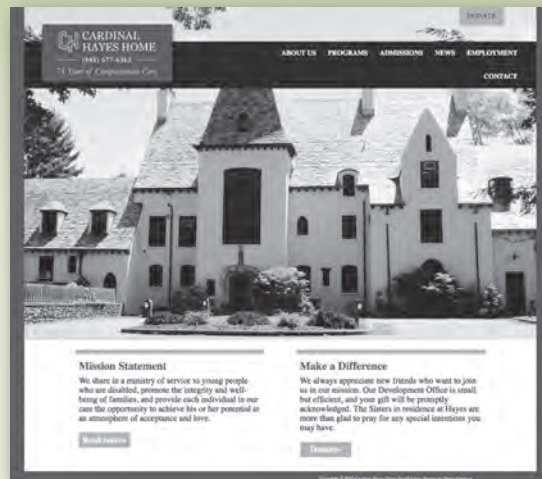 DONATE
CARDINAL
HAYES HOME
(845) 677-6363
75 Years of Compassionate Care
ABOUT US PROGRAMS ADMISSIONS NEWS EMPLOYMENT
CONTACT
Mission Statement
We share in a ministry of service to young people
who are disabled, promote the integrity and well-
being of families, and provide each individual in our
care the opportunity to achieve his or her potential in
an atmosphere of acceptance and love.
Make a Difference
We always appreciate new friends who want to join
us in our mission. Our Development Office is small
but efficient, and your gift will be promptly
acknowledged. The Sisters in residence at Hayes are
more than glad to pray for any special intentions you
may have.
Donate